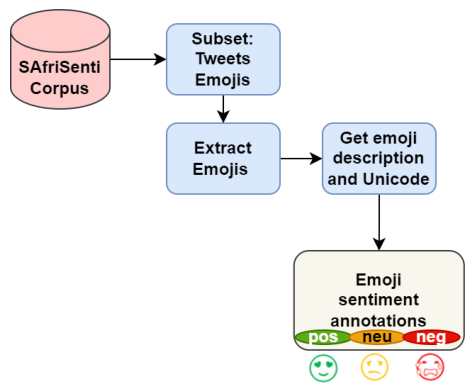 SAfriSenti
Corpus
Subset:
Tweets
Emojis
Extract
Emojis
Get emoji
description
and Unicode
Emoji
sentiment
annotations
pos neu neg